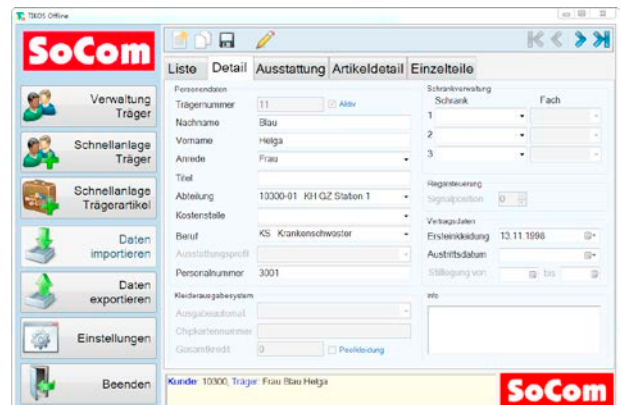 TIKOS Offline
SoCom
Verwaltung
Träger
Schnellanlage
Träger
Schnellanlage
Trägerartikel
Daten
importieren
Daten
exportieren
Einstellungen
Beenden
Liste Detail Ausstattung Artikeldetail Einzelteile
Personendaten
Trägernummer 11 Aktiv
Nachname Blau
Vorname Helga
Anrede Frau
Titel
Abteilung 10300-01 KH GZ Station 1
Kostenstelle
Beruf KS Krankenschwester
Ausstattungsprofil
Personalnummer 3001
Kleiderausgabesystem
Ausgabeautomat
Chipkartennummer
Gesamtkredit 0 Poolkleidung
Schrankverwaltung
Schrank Fach
1
2
3
Regalsteuerung
Signalposition 0
Vertragsdaten
Ersteinkleidung 13.11.1998
Austrittsdatum
Stilllegung von bis
Info
Kunde: 10300, Träger: Frau Blau Helga
SoCom